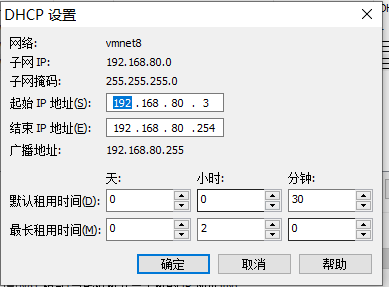 DHCP 设置
网络: vmnet8
子网 IP: 192.168.80.0
子网掩码: 255.255.255.0
起始 IP 地址(S): 192 .168 . 80 . 3
结束 IP 地址(E): 192 .168 . 80 .254
广播地址: 192.168.80.255
天: 小时: 分钟:
默认租用时间(D): 0 0 30
最长租用时间(M): 0 2 0
确定 取消 帮助